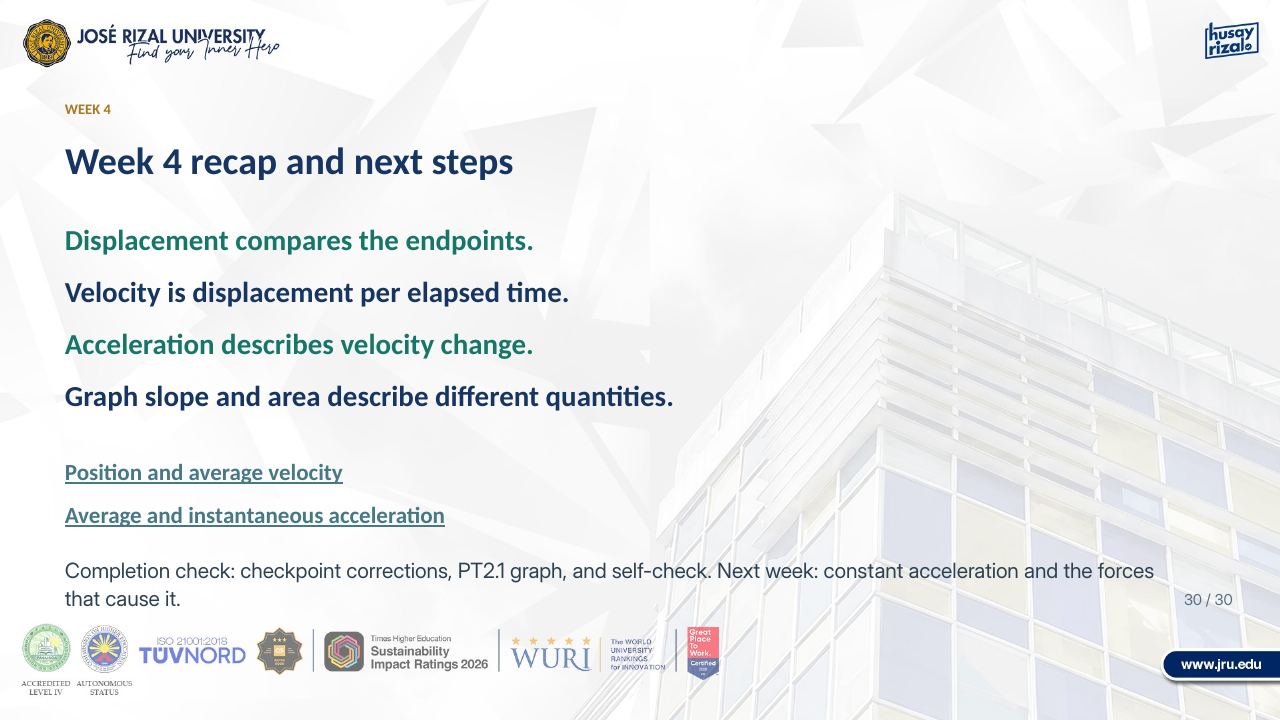 JOSÉ RIZAL UNIVERSITY
Find your Inner Hero
husay
rizal
WEEK 4
Week 4 recap and next steps
Displacement compares the endpoints.
Velocity is displacement per elapsed time.
Acceleration describes velocity change.
Graph slope and area describe different quantities.
Position and average velocity
Average and instantaneous acceleration
Completion check: checkpoint corrections, PT2.1 graph, and self-check. Next week: constant acceleration and the forces
that cause it.
30 / 30
ISO 21001:2018
TÜVNORD
Times Higher Education
Sustainability
Impact Ratings 2026
WURI
The WORLD
UNIVERSITY
RANKINGS
for INNOVATION
Great
Place
To
Work.
Certified
ACCREDITED
LEVEL IV
AUTONOMOUS
STATUS
www.jru.edu